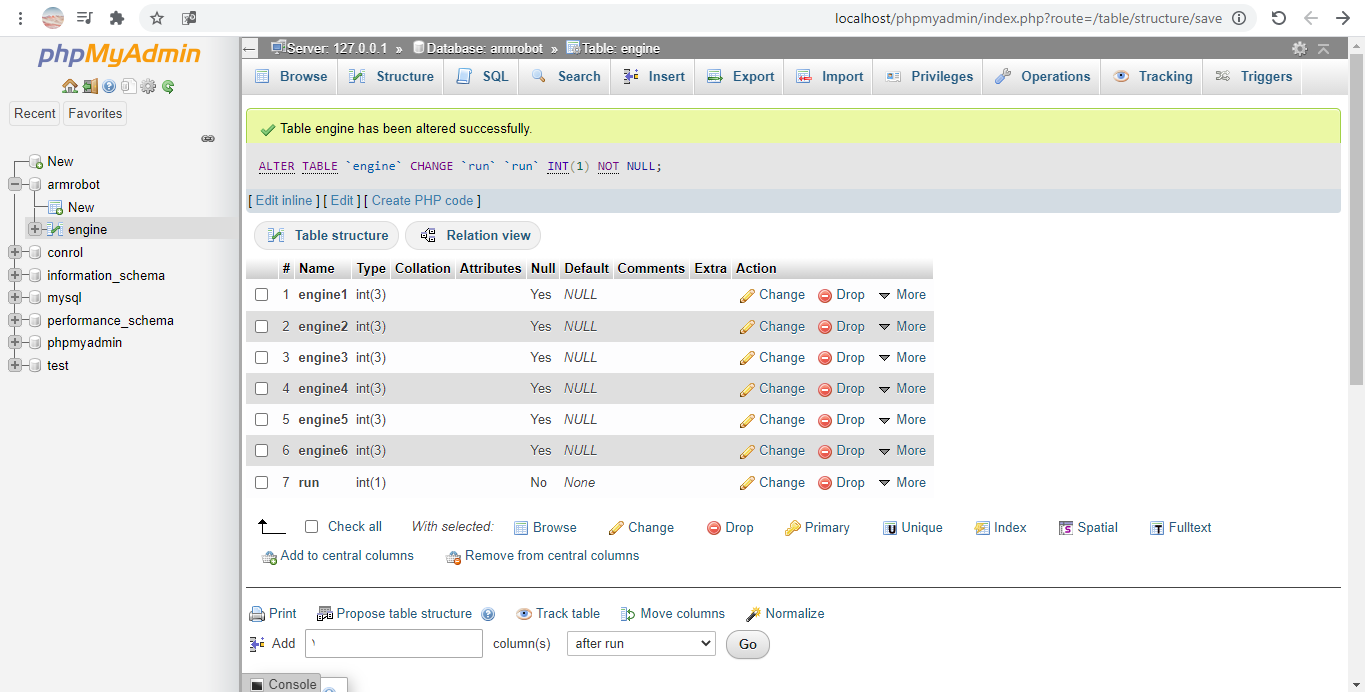 localhost/phpmyadmin/index.php?route=/table/structure/save
phpMyAdmin
Recent Favorites
New
armrobot
New
engine
conrol
information_schema
mysql
performance_schema
phpmyadmin
test
Server: 127.0.0.1 » Database: armrobot » Table: engine
Browse Structure SQL Search Insert Export Import Privileges Operations Tracking Triggers
Table engine has been altered successfully.
ALTER TABLE `engine` CHANGE `run` `run` INT(1) NOT NULL;
[ Edit inline ] [ Edit ] [ Create PHP code ]
Table structure Relation view
# Name Type Collation Attributes Null Default Comments Extra Action
1 engine1 int(3) Yes NULL Change Drop More
2 engine2 int(3) Yes NULL Change Drop More
3 engine3 int(3) Yes NULL Change Drop More
4 engine4 int(3) Yes NULL Change Drop More
5 engine5 int(3) Yes NULL Change Drop More
6 engine6 int(3) Yes NULL Change Drop More
7 run int(1) No None Change Drop More
Check all With selected: Browse Change Drop Primary Unique Index Spatial Fulltext
Add to central columns Remove from central columns
Print Propose table structure Track table Move columns Normalize
Add ١ column(s) after run Go
Console